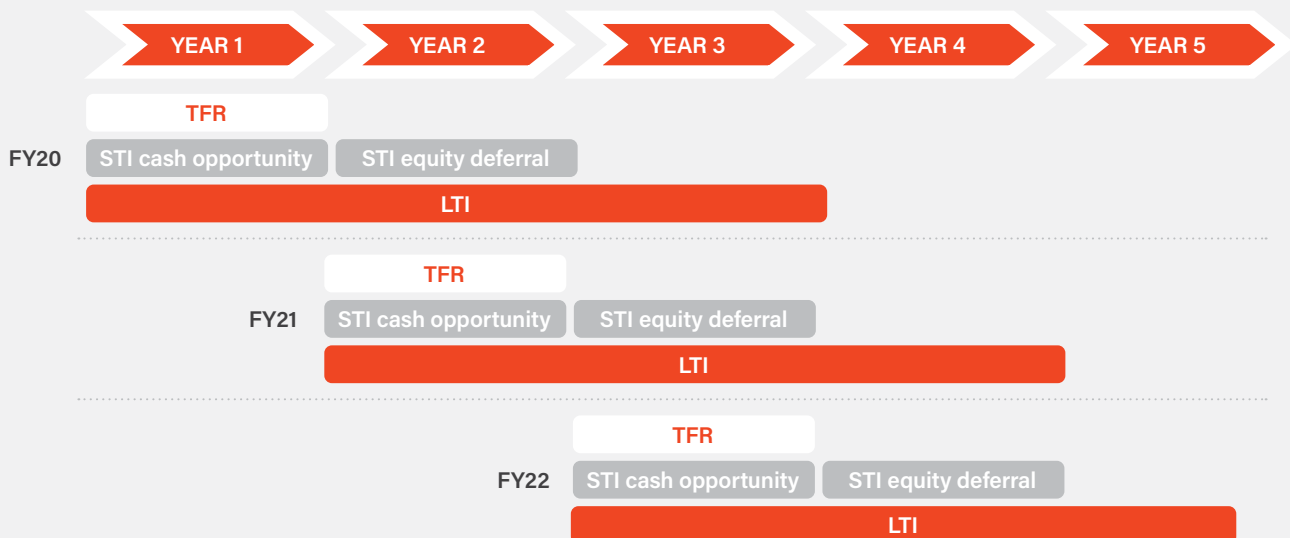 YEAR 1 YEAR 2 YEAR 3 YEAR 4 YEAR 5
TFR
FY20 STI cash opportunity STI equity deferral
LTI
TFR
FY21 STI cash opportunity STI equity deferral
LTI
TFR
FY22 STI cash opportunity STI equity deferral
LTI